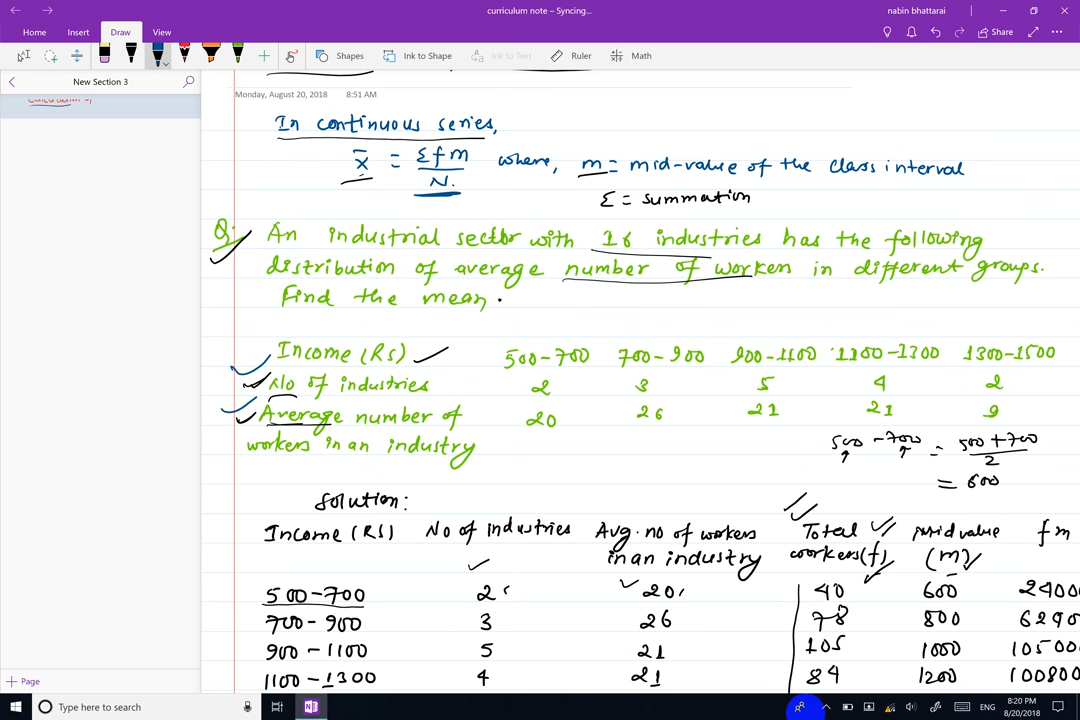 curriculum note – Syncing...
nabin bhattarai
Home Insert Draw View
Share
Shapes Ink to Shape Ink to Text Ruler Math
New Section 3
Monday, August 20, 2018 8:51 AM
In continuous series,
x̄ = Σfm / N. where, m = mid-value of the class interval
Σ = summation
Q: An industrial sector with 16 industries has the following
distribution of average number of workers in different groups.
Find the mean.
Income (Rs) 500-700 700-900 900-1100 1100-1300 1300-1500
No of industries 2 3 5 4 2
Average number of 20 26 21 21 9
workers in an industry
500-700 = 500+700 / 2
= 600
Solution:
Income (RS) No of industries Avg. no of workers in an industry Total workers (f) Mid value (m) fm
500-700 2 20 40 600 24000
700-900 3 26 78 800 6240
900-1100 5 21 105 1000 105000
1100-1300 4 21 84 1200 100800
Page
Type here to search
ENG
8:20 PM
8/20/2018